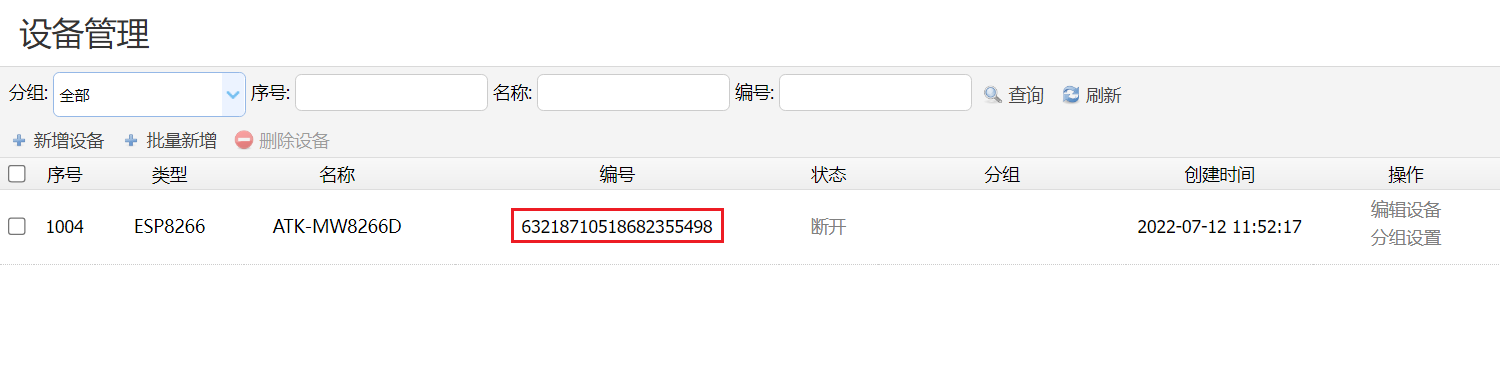 设备管理
分组: 全部 序号: 名称: 编号: 查询 刷新
新增设备 批量新增 删除设备
序号 类型 名称 编号 状态 分组 创建时间 操作
1004 ESP8266 ATK-MW8266D 63218710518682355498 断开 2022-07-12 11:52:17 编辑设备
分组设置